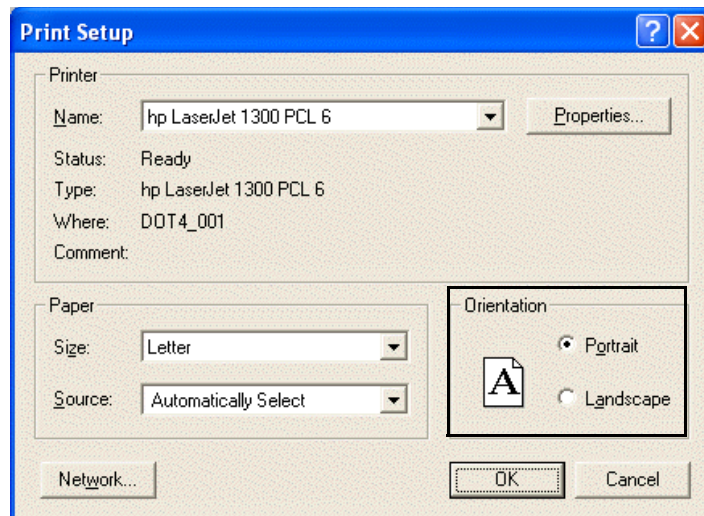 Print Setup
Printer
Name: hp LaserJet 1300 PCL 6 Properties...
Status: Ready
Type: hp LaserJet 1300 PCL 6
Where: DOT4_001
Comment:
Paper
Size: Letter
Source: Automatically Select
Orientation
A
Portrait
Landscape
Network... OK Cancel